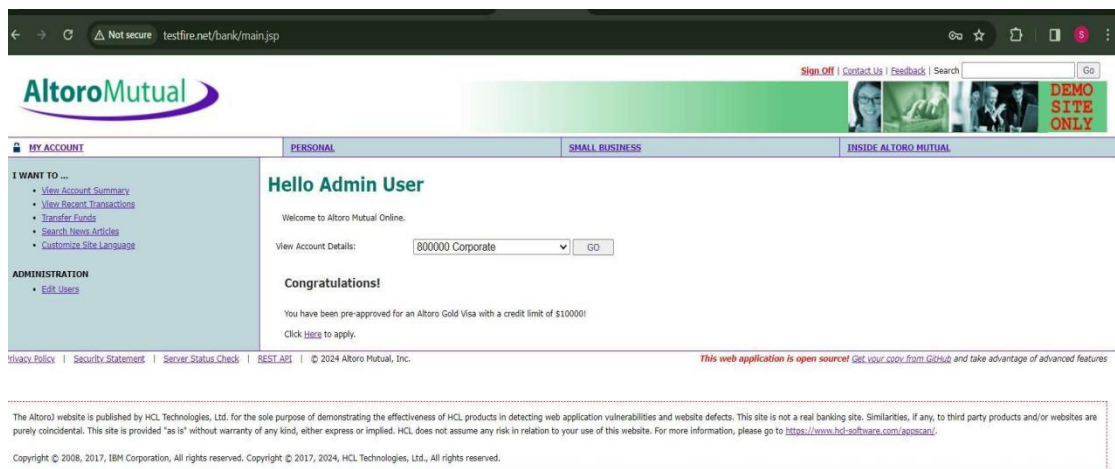 Not secure testfire.net/bank/main.jsp
S
Sign Off | Contact Us | Feedback | Search Go
AltoroMutual
DEMO
SITE
ONLY
MY ACCOUNT PERSONAL SMALL BUSINESS INSIDE ALTORO MUTUAL
I WANT TO ...
• View Account Summary
• View Recent Transactions
• Transfer Funds
• Search News Articles
• Customize Site Language
ADMINISTRATION
• Edit Users
Hello Admin User
Welcome to Altoro Mutual Online.
View Account Details: 800000 Corporate GO
Congratulations!
You have been pre-approved for an Altoro Gold Visa with a credit limit of $10000!
Click Here to apply.
Privacy Policy | Security Statement | Server Status Check | REST API | © 2024 Altoro Mutual, Inc. This web application is open source! Get your copy from GitHub and take advantage of advanced features
The AltoroJ website is published by HCL Technologies, Ltd. for the sole purpose of demonstrating the effectiveness of HCL products in detecting web application vulnerabilities and website defects. This site is not a real banking site. Similarities, if any, to third party products and/or websites are
purely coincidental. This site is provided "as is" without warranty of any kind, either express or implied. HCL does not assume any risk in relation to your use of this website. For more information, please go to https://www.hcl-software.com/appscan/.
Copyright © 2008, 2017, IBM Corporation, All rights reserved. Copyright © 2017, 2024, HCL Technologies, Ltd., All rights reserved.